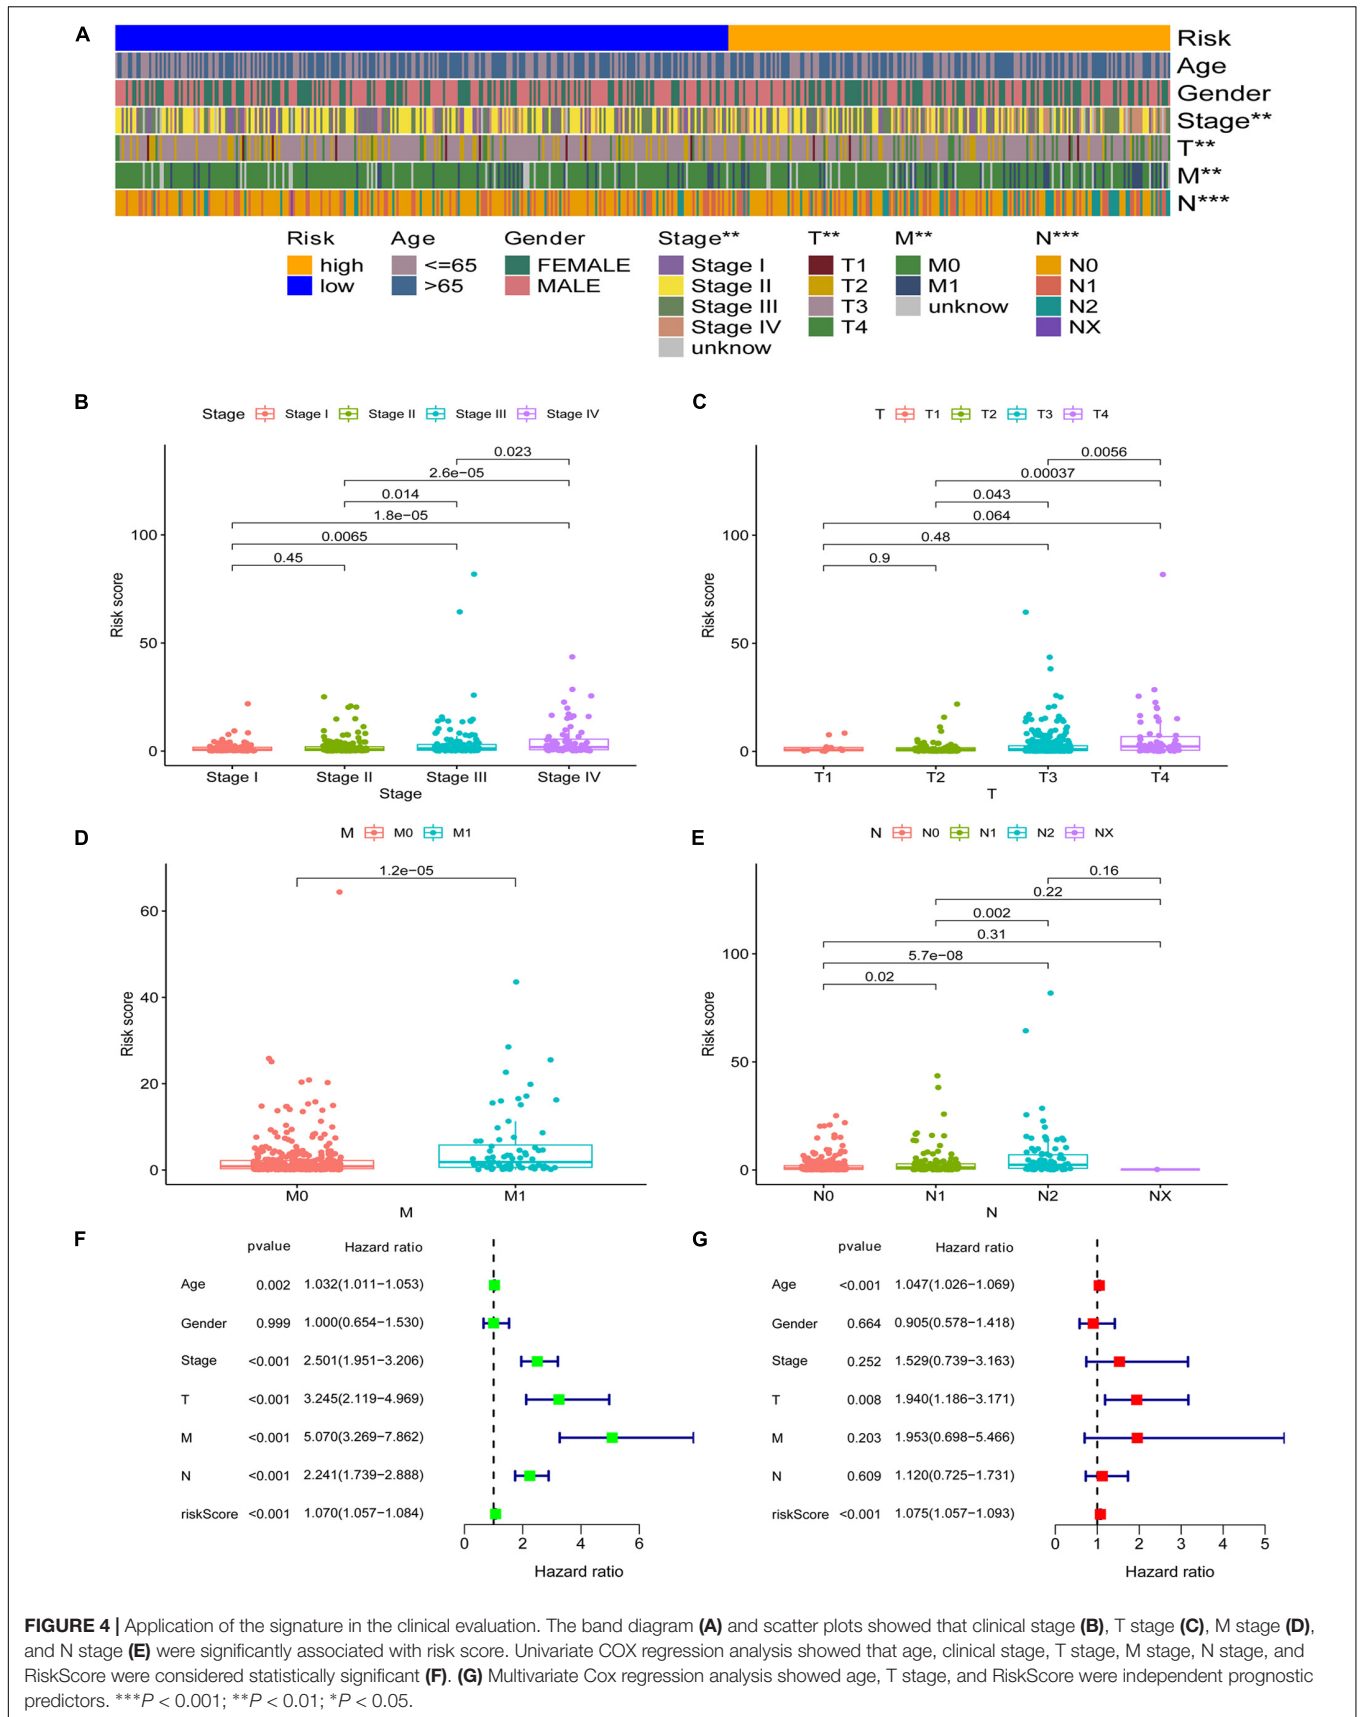 A
Risk
Age
Gender
Stage**
T**
M**
N***
Risk Age Gender Stage** T** M** N***
high <=65 FEMALE Stage I T1 M0 N0
low >65 MALE Stage II T2 M1 N1
Stage III T3 unknow N2
Stage IV T4 NX
unknow
B
Stage Stage I Stage II Stage III Stage IV
0.023
2.6e−05
0.014
1.8e−05
0.0065
0.45
100
50
0
Risk score
Stage I Stage II Stage III Stage IV
Stage
C
T T1 T2 T3 T4
0.0056
0.00037
0.043
0.064
0.48
0.9
100
50
0
Risk score
T1 T2 T3 T4
T
D
M M0 M1
1.2e−05
60
40
20
0
Risk score
M0 M1
M
E
N N0 N1 N2 NX
0.16
0.22
0.002
0.31
5.7e−08
0.02
100
50
0
Risk score
N0 N1 N2 NX
N
F
pvalue Hazard ratio
Age 0.002 1.032(1.011−1.053)
Gender 0.999 1.000(0.654−1.530)
Stage <0.001 2.501(1.951−3.206)
T <0.001 3.245(2.119−4.969)
M <0.001 5.070(3.269−7.862)
N <0.001 2.241(1.739−2.888)
riskScore <0.001 1.070(1.057−1.084)
0 2 4 6
Hazard ratio
G
pvalue Hazard ratio
Age <0.001 1.047(1.026−1.069)
Gender 0.664 0.905(0.578−1.418)
Stage 0.252 1.529(0.739−3.163)
T 0.008 1.940(1.186−3.171)
M 0.203 1.953(0.698−5.466)
N 0.609 1.120(0.725−1.731)
riskScore <0.001 1.075(1.057−1.093)
0 1 2 3 4 5
Hazard ratio
FIGURE 4 | Application of the signature in the clinical evaluation. The band diagram (A) and scatter plots showed that clinical stage (B), T stage (C), M stage (D),
and N stage (E) were significantly associated with risk score. Univariate COX regression analysis showed that age, clinical stage, T stage, M stage, N stage, and
RiskScore were considered statistically significant (F). (G) Multivariate Cox regression analysis showed age, T stage, and RiskScore were independent prognostic
predictors. ***P < 0.001; **P < 0.01; *P < 0.05.